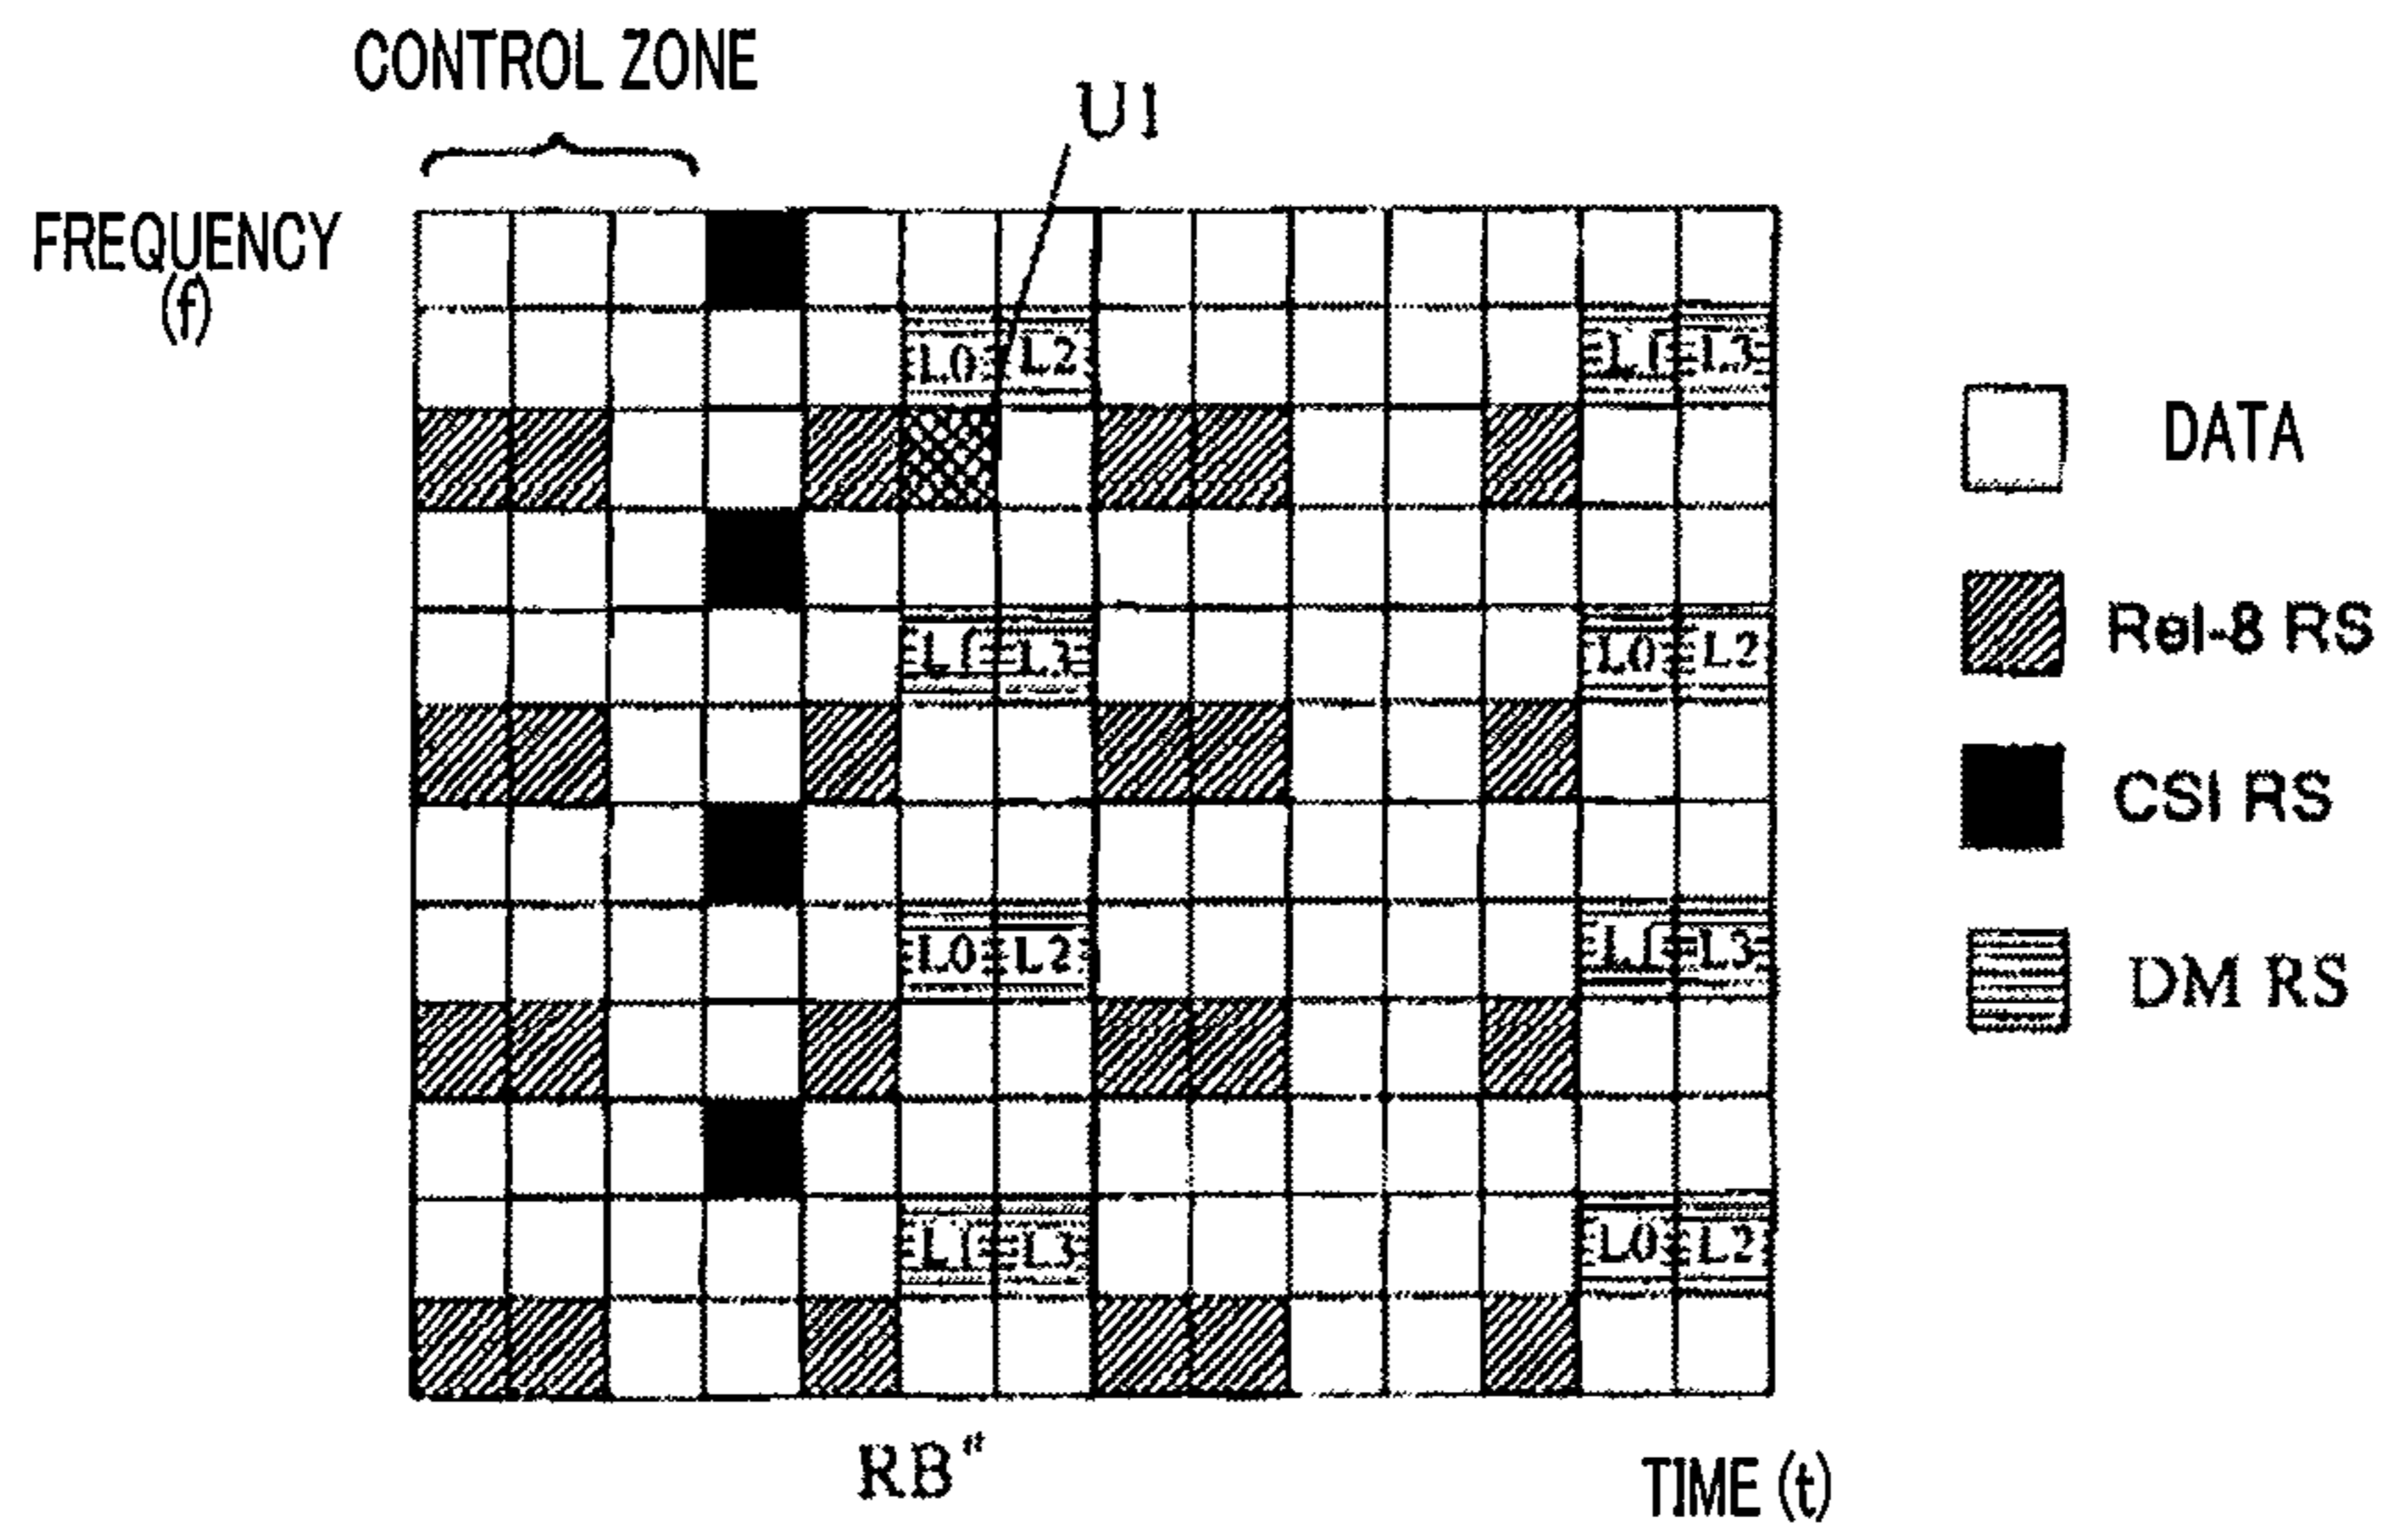 CONTROL ZONE
U1
FREQUENCY
(f)
L0 L2 L1 L3
DATA
Rel-8 RS
L1 L3 L0 L2
CSI RS
L0 L2 L1 L3
DM RS
L1 L3 L0 L2
RB"
TIME (t)